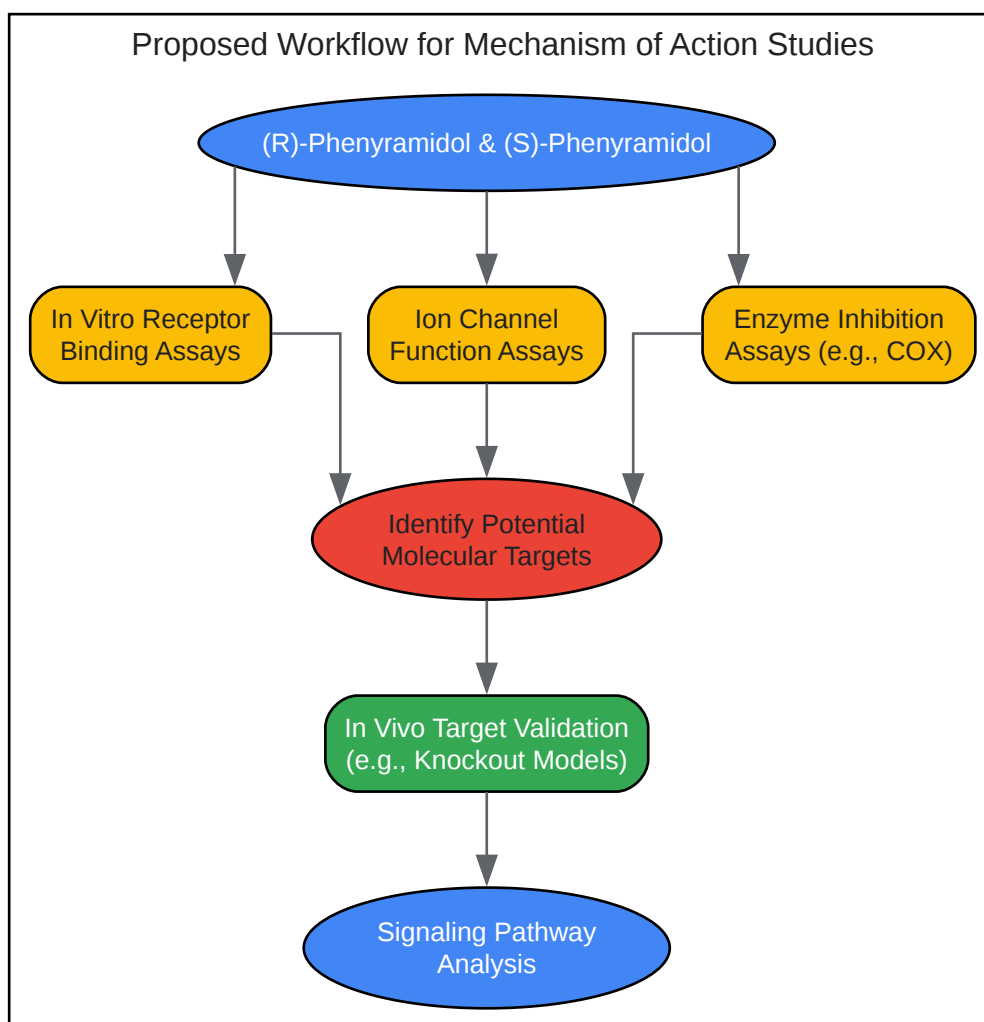 Proposed Workflow for Mechanism of Action Studies
(R)-Phenyramidol & (S)-Phenyramidol
In Vitro Receptor
Binding Assays
Ion Channel
Function Assays
Enzyme Inhibition
Assays (e.g., COX)
Identify Potential
Molecular Targets
In Vivo Target Validation
(e.g., Knockout Models)
Signaling Pathway
Analysis